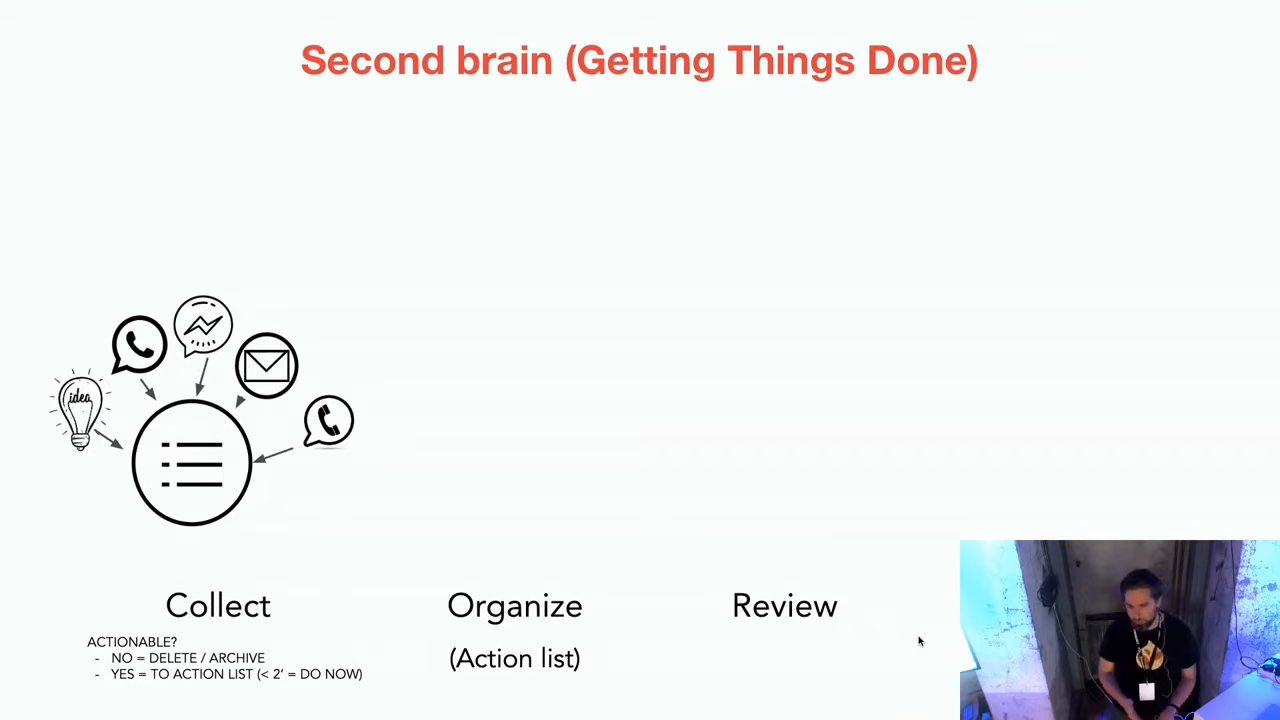 Second brain (Getting Things Done)
idea
Collect
ACTIONABLE?
- NO = DELETE / ARCHIVE
- YES = TO ACTION LIST (< 2' = DO NOW)
Organize
(Action list)
Review